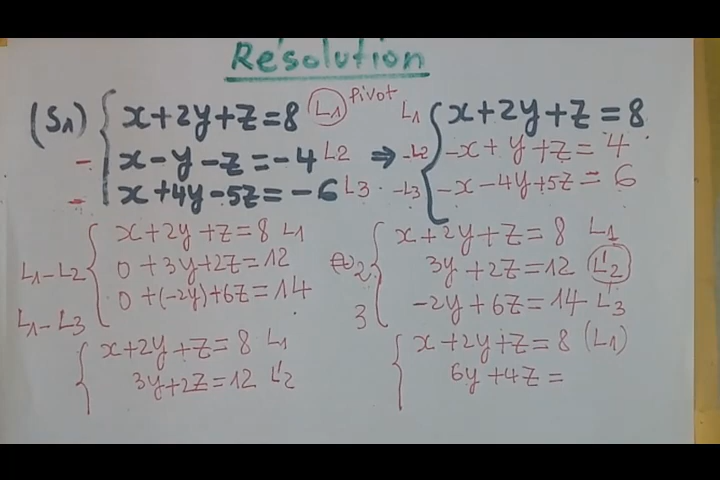 Résolution
(S1) { x+2y+z=8 L1 Pivot
- x-y-z=-4 L2
- x+4y-5z=-6 L3
⇒
L1 { x+2y+z=8
-L2 -x+y+z=4
-L3 -x-4y+5z=6
{ x+2y+z=8 L1
L1-L2 0+3y+2z=12
L1-L3 0+(-2y)+6z=14
{ x+2y+z=8 L1
2 3y+2z=12 L'2
3 -2y+6z=14 L'3
{ x+2y+z=8 L1
3y+2z=12 L'2
{ x+2y+z=8 (L1)
6y+4z=